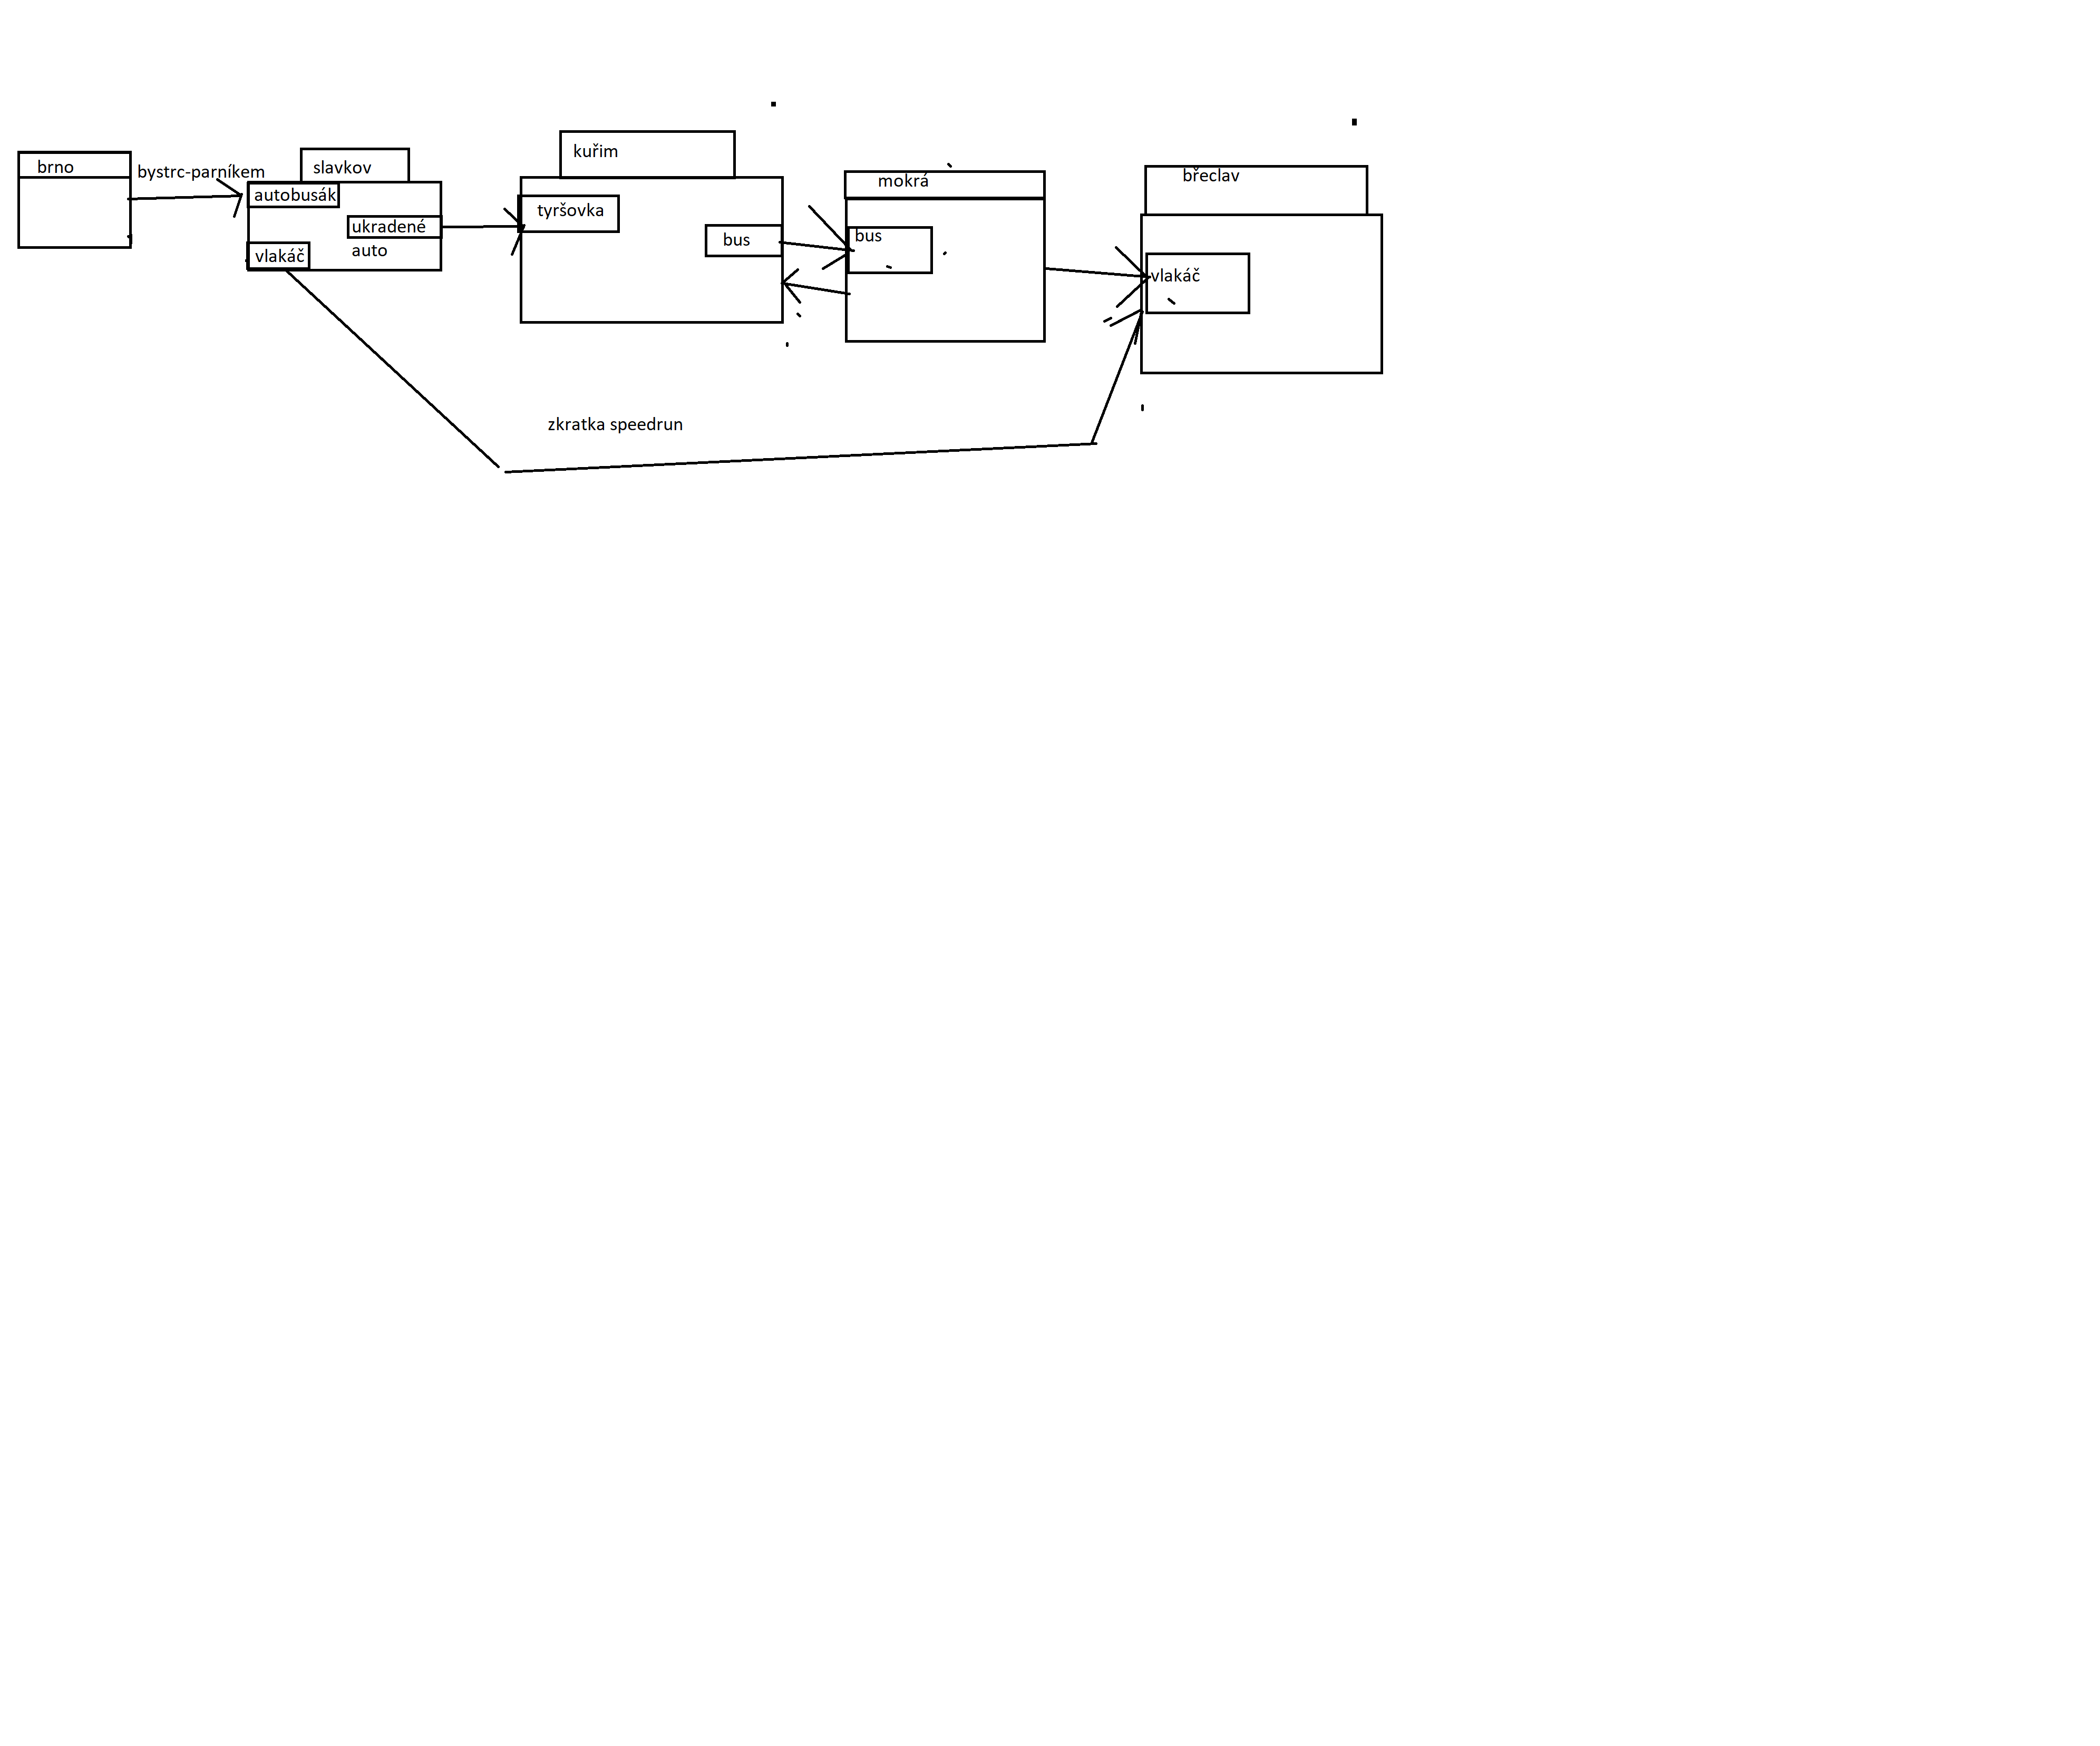 brno
bystrc-parníkem
slavkov
autobusák
ukradené
auto
vlakáč
kuřim
tyršovka
bus
mokrá
bus
břeclav
vlakáč
zkratka speedrun